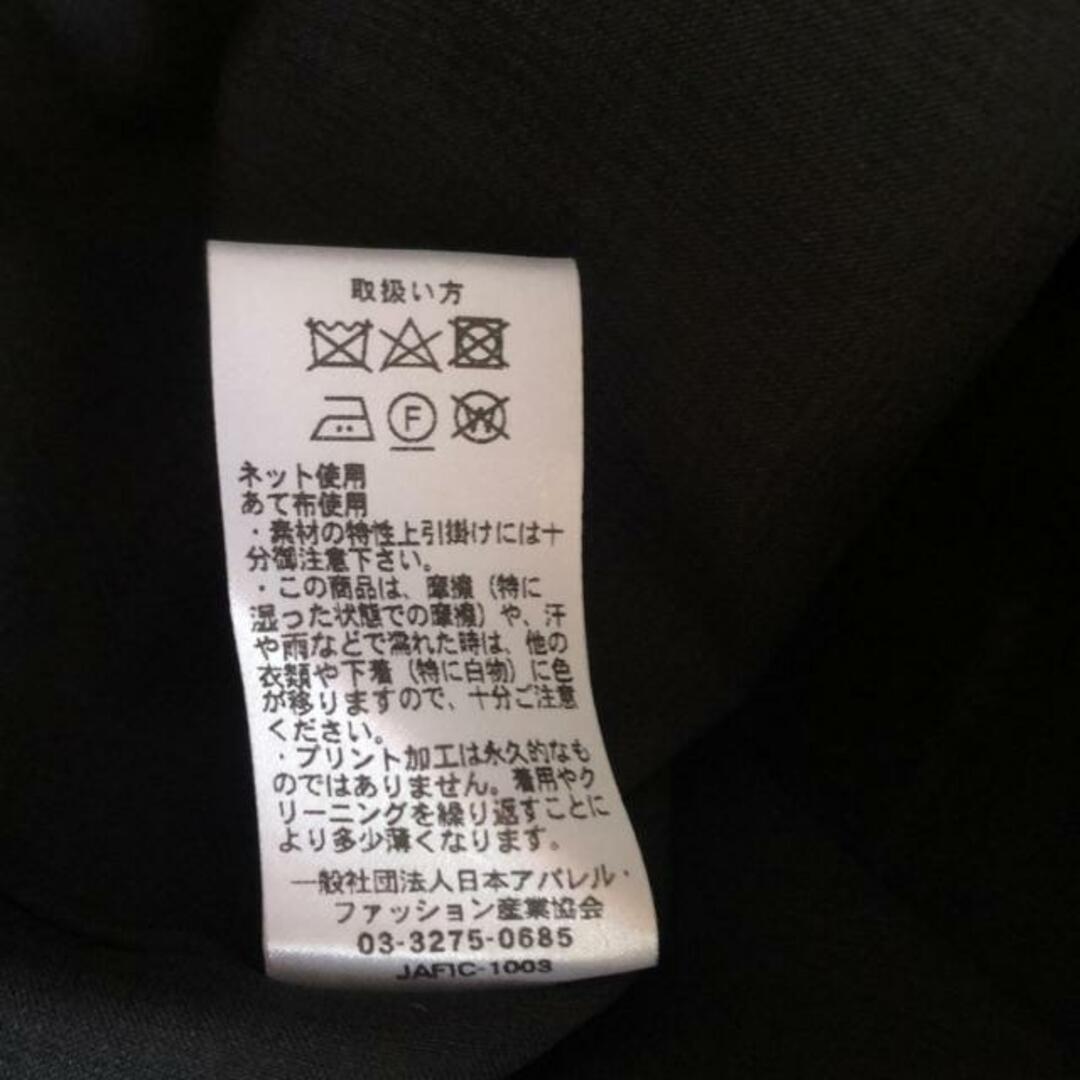 取扱い方
F W
ネット使用
あて布使用
・素材の特性上引掛けには十
分御注意下さい。
・この商品は、摩擦（特に
湿った状態での摩擦）や、汗
や雨などで濡れた時は、他の
衣類や下着（特に白物）に色
が移りますので、十分ご注意
ください。
・プリント加工は永久的なも
のではありません。着用やク
リーニングを繰り返すことに
より多少薄くなります。
一般社団法人日本アパレル・
ファッション産業協会
03-3275-0685
JAFIC-1003